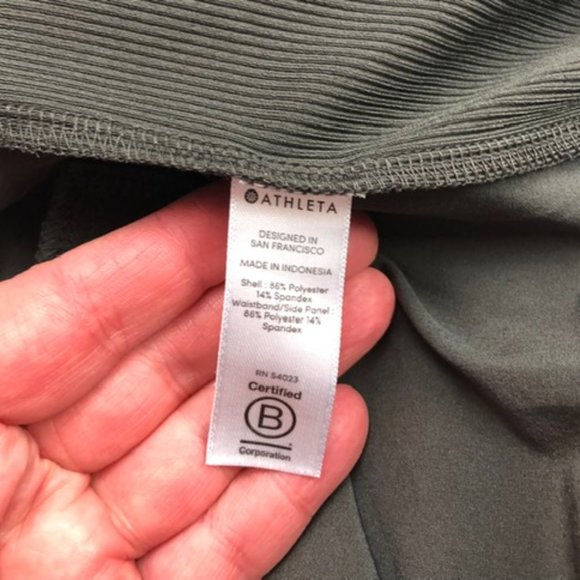 ATHLETA
DESIGNED IN
SAN FRANCISCO
MADE IN INDONESIA
Shell : 86% Polyester
14% Spandex
Waistband/Side Panel :
86% Polyester 14%
Spandex
RN 54023
Certified
B
Corporation